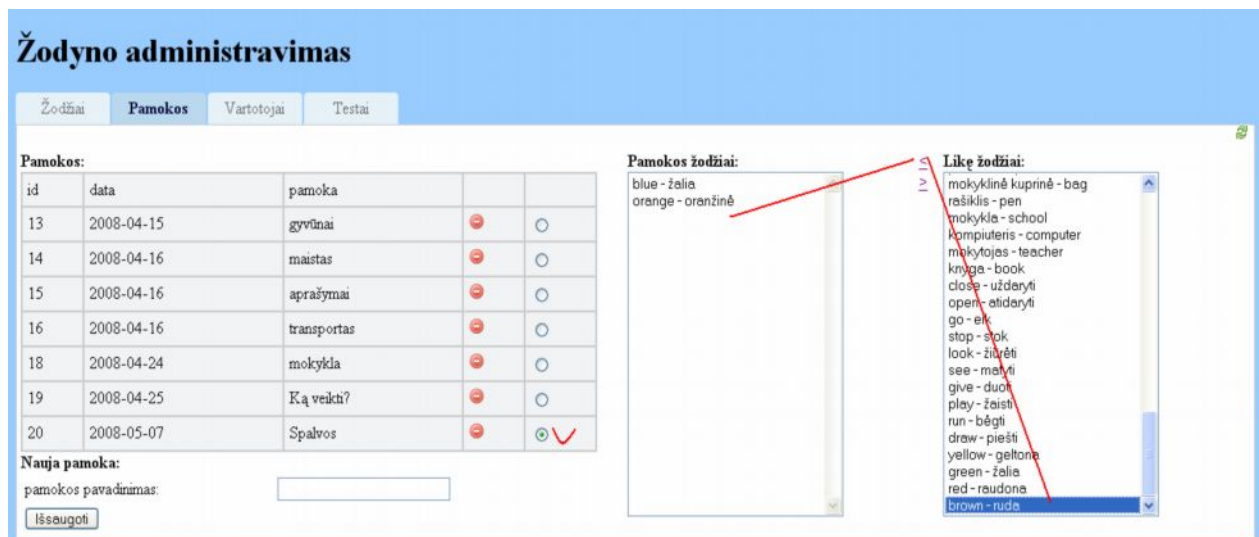 Žodyno administravimas
Žodžiai Pamokos Vartotojai Testai
Pamokos:
id data pamoka
13 2008-04-15 gyvūnai
14 2008-04-16 maistas
15 2008-04-16 aprašymai
16 2008-04-16 transportas
18 2008-04-24 mokykla
19 2008-04-25 Ką veikti?
20 2008-05-07 Spalvos
Nauja pamoka:
pamokos pavadinimas:
Išsaugoti
Pamokos žodžiai:
blue - žalia
orange - oranžinė
<
>
Likę žodžiai:
mokyklinė kuprinė - bag
rašiklis - pen
mokykla - school
kompiuteris - computer
mokytojas - teacher
knyga - book
close - uždaryti
open - atidaryti
go - eik
stop - stok
look - žiūrėti
see - matyti
give - duoti
play - žaisti
run - bėgti
draw - piešti
yellow - geltona
green - žalia
red - raudona
brown - ruda